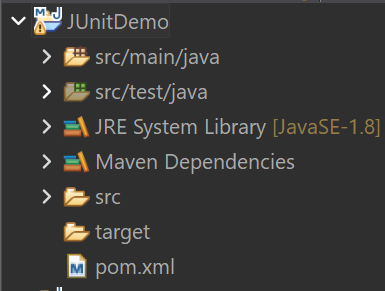 JUnitDemo
src/main/java
src/test/java
JRE System Library [JavaSE-1.8]
Maven Dependencies
src
target
pom.xml